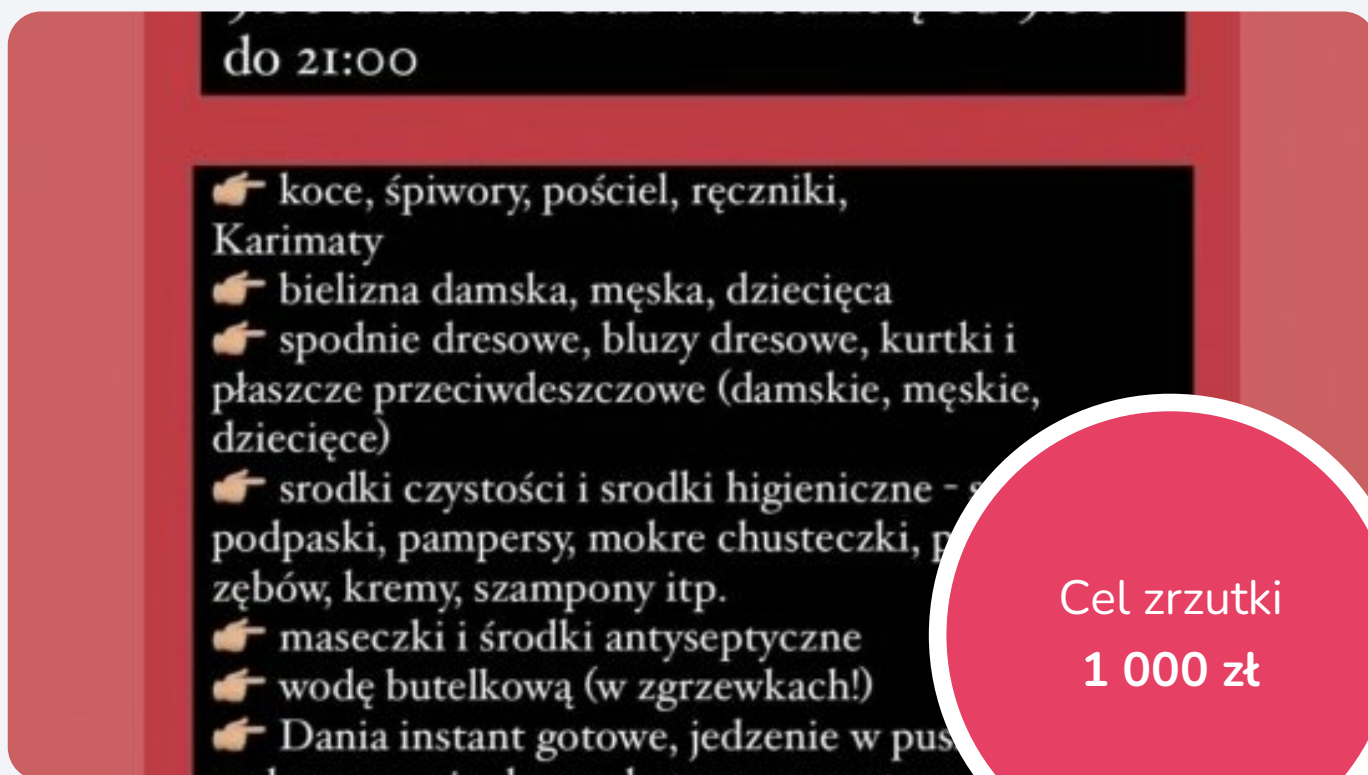 do 21:00
👉🏼 koce, śpiwory, pościel, ręczniki,
Karimaty
👉🏼 bielizna damska, męska, dziecięca
👉🏼 spodnie dresowe, bluzy dresowe, kurtki i
płaszcze przeciwdeszczowe (damskie, męskie,
dziecięce)
👉🏼 srodki czystości i srodki higieniczne -
podpaski, pampersy, mokre chusteczki,
zębów, kremy, szampony itp.
👉🏼 maseczki i środki antyseptyczne
👉🏼 wodę butelkową (w zgrzewkach!)
👉🏼 Dania instant gotowe, jedzenie w
Cel zrzutki
1 000 zł